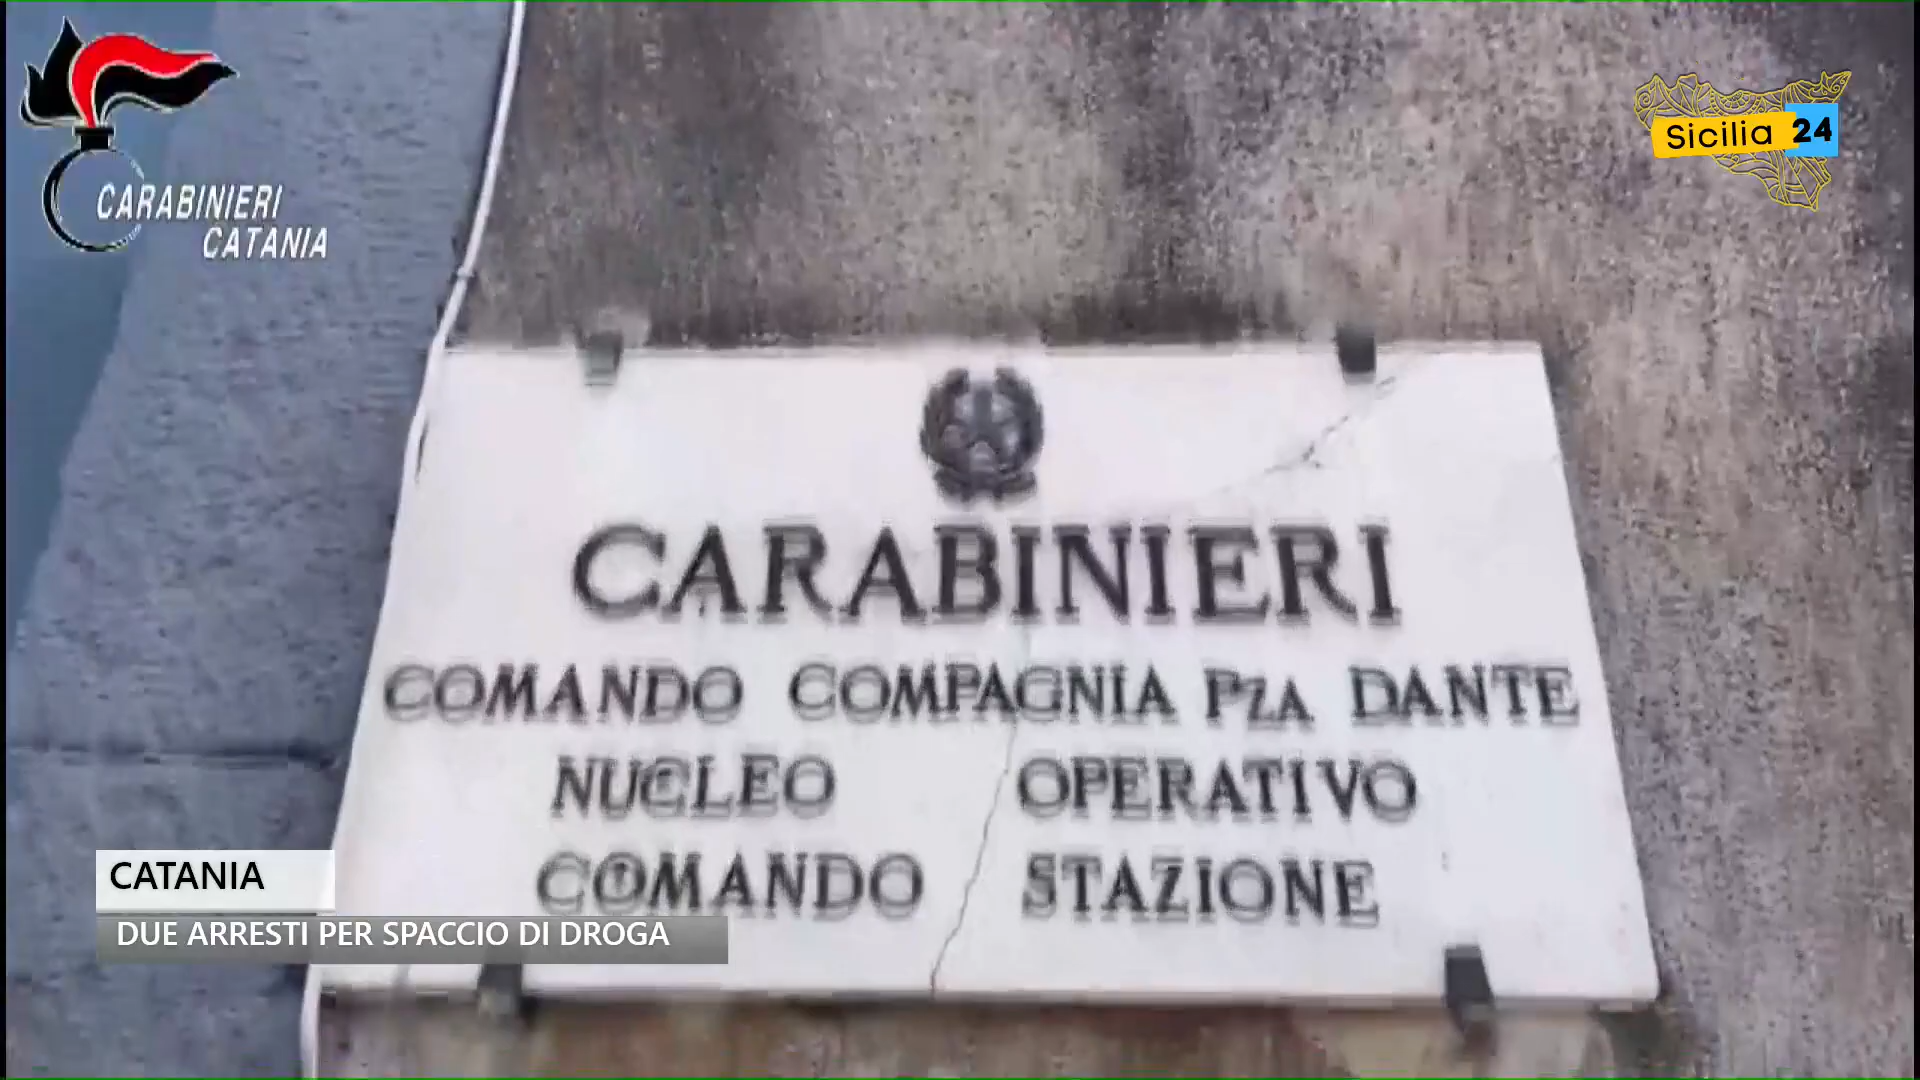 CARABINIERI
CATANIA
Sicilia 24
CARABINIERI
COMANDO COMPAGNIA PZA DANTE
NUCLEO OPERATIVO
COMANDO STAZIONE
CATANIA
DUE ARRESTI PER SPACCIO DI DROGA